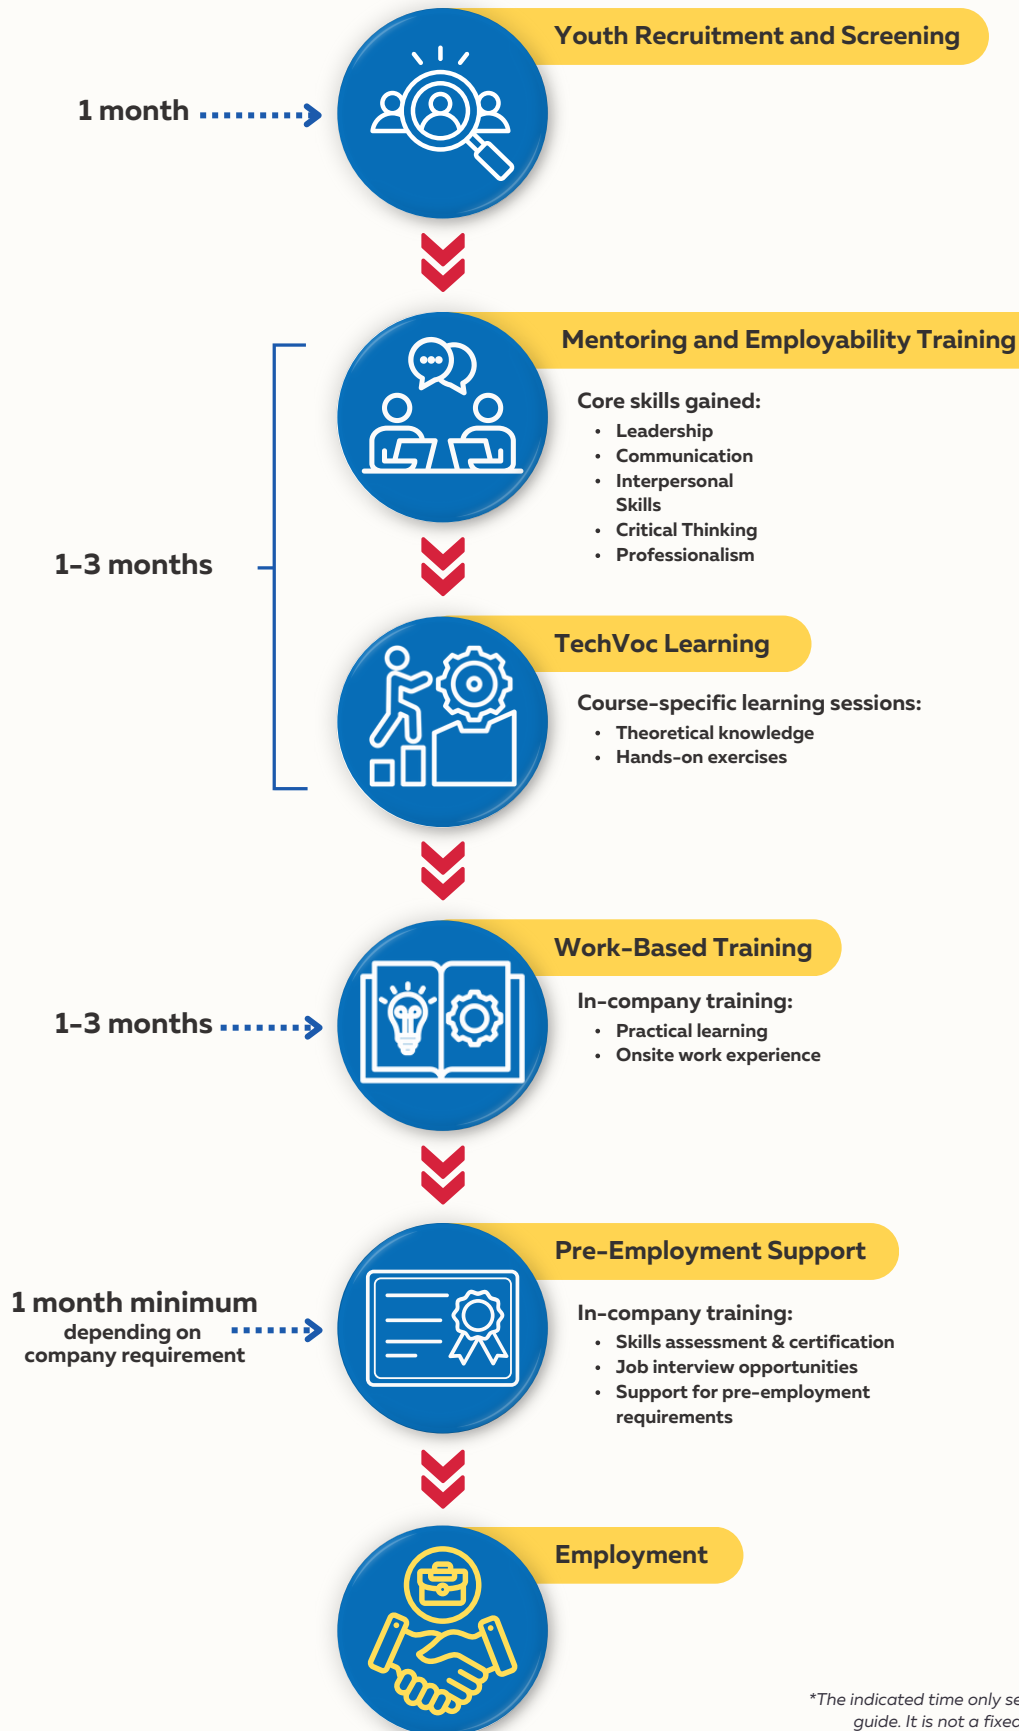 Youth Recruitment and Screening
1 month
Mentoring and Employability Training
Core skills gained:
• Leadership
• Communication
• Interpersonal
Skills
• Critical Thinking
• Professionalism
1-3 months
TechVoc Learning
Course-specific learning sessions:
• Theoretical knowledge
• Hands-on exercises
Work-Based Training
In-company training:
• Practical learning
• Onsite work experience
1-3 months
Pre-Employment Support
1 month minimum
depending on
company requirement
In-company training:
• Skills assessment & certification
• Job interview opportunities
• Support for pre-employment
requirements
Employment
*The indicated time only
guide. It is not a fixed